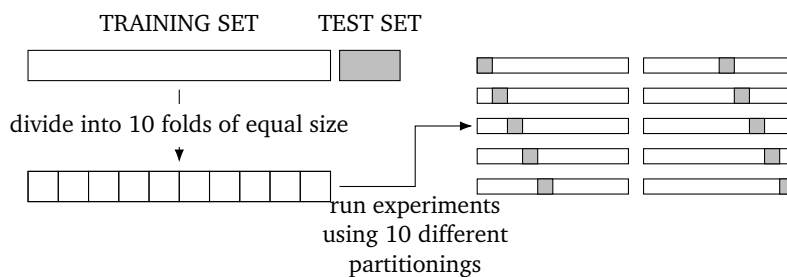 TRAINING SET
TEST SET
divide into 10 folds of equal size
run experiments
using 10 different
partitionings